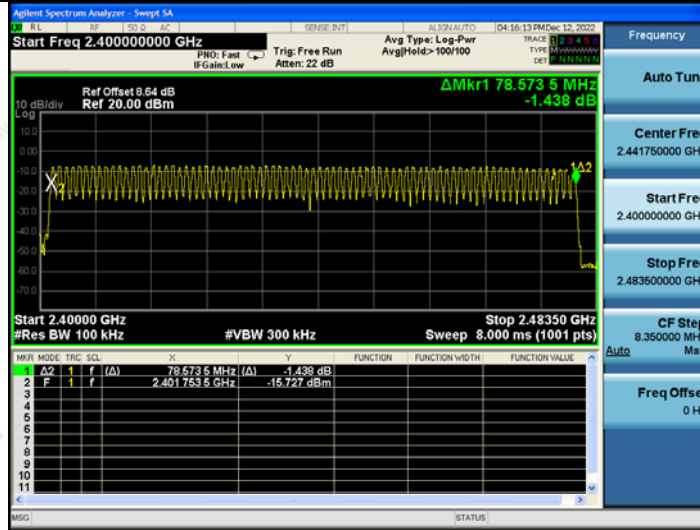 Agilent Spectrum Analyzer - Swept SA
RL RF 50 Ω AC SENSE:INT ALIGN AUTO 04:16:13 PM Dec 12, 2022
Start Freq 2.400000000 GHz
PNO: Fast
IFGain:Low
Trig: Free Run
Atten: 22 dB
Avg Type: Log-Pwr
Avg|Hold:> 100/100
TRACE 1 2 3 4 5 6
TYPE M
DET P N N N N N
Ref Offset 8.64 dB
Ref 20.00 dBm
10 dB/div
Log
ΔMkr1 78.573 5 MHz
-1.438 dB
10.0
0.00
-10.0
-20.0
-30.0
-40.0
-50.0
-60.0
-70.0
X2
1Δ2
Start 2.40000 GHz
Stop 2.48350 GHz
#Res BW 100 kHz
#VBW 300 kHz
Sweep 8.000 ms (1001 pts)
MKR MODE TRC SCL X Y FUNCTION FUNCTION WIDTH FUNCTION VALUE
1 Δ2 1 f (Δ) 78.573 5 MHz (Δ) -1.438 dB
2 F 1 f 2.401 753 5 GHz -15.727 dBm
3
4
5
6
7
8
9
10
11
MSG
STATUS
Frequency
Auto Tun
Center Fre
2.441750000 GH
Start Fre
2.400000000 GH
Stop Fre
2.483500000 GH
CF Ste
8.350000 MH
Auto Ma
Freq Offse
0 H